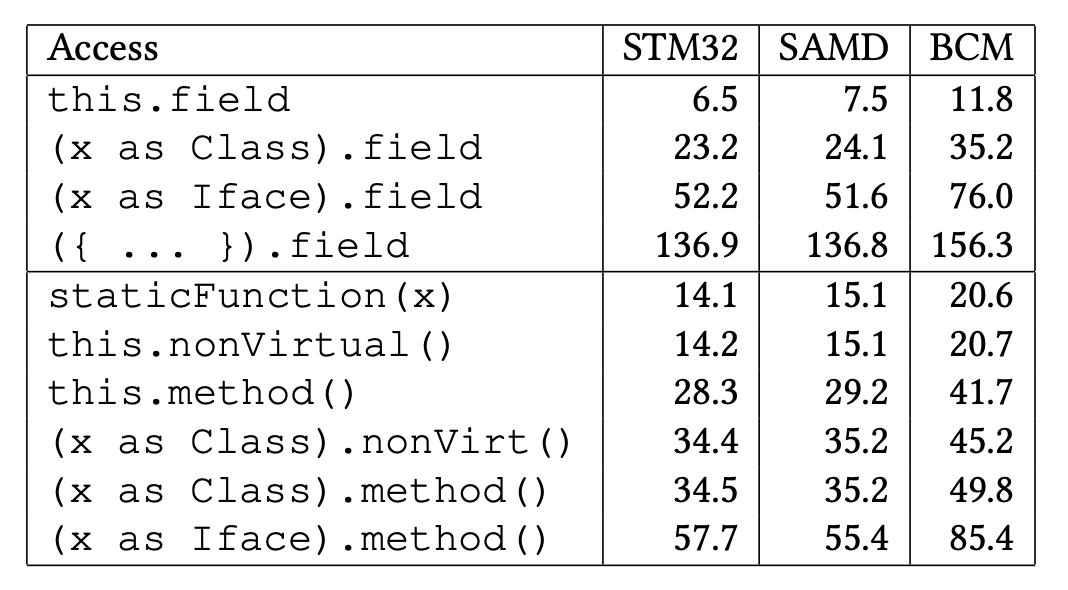 Access STM32 SAMD BCM
this.field 6.5 7.5 11.8
(x as Class).field 23.2 24.1 35.2
(x as Iface).field 52.2 51.6 76.0
({ ... }).field 136.9 136.8 156.3
staticFunction(x) 14.1 15.1 20.6
this.nonVirtual() 14.2 15.1 20.7
this.method() 28.3 29.2 41.7
(x as Class).nonVirt() 34.4 35.2 45.2
(x as Class).method() 34.5 35.2 49.8
(x as Iface).method() 57.7 55.4 85.4